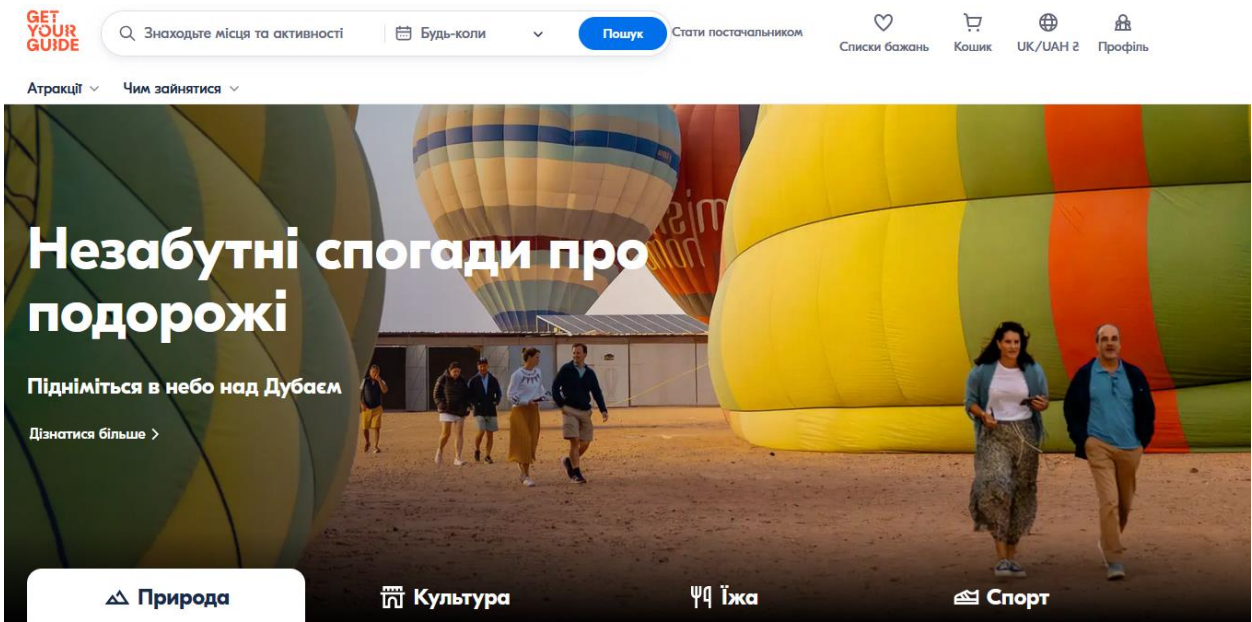 GET
YOUR
GUIDE
Знаходьте місця та активності
Будь-коли
Пошук
Стати постачальником
Списки бажань
Кошик
UK/UAH ₴
Профіль
Атракції
Чим зайнятися
Незабутні спогади про
подорожі
Підніміться в небо над Дубаєм
Дізнатися більше >
Природа
Культура
Їжа
Спорт